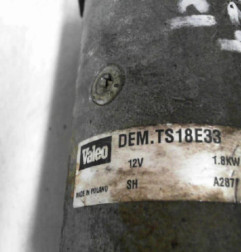 Valeo DEM.TS18E33
12V 1.8KW
MADE IN POLAND SH A287